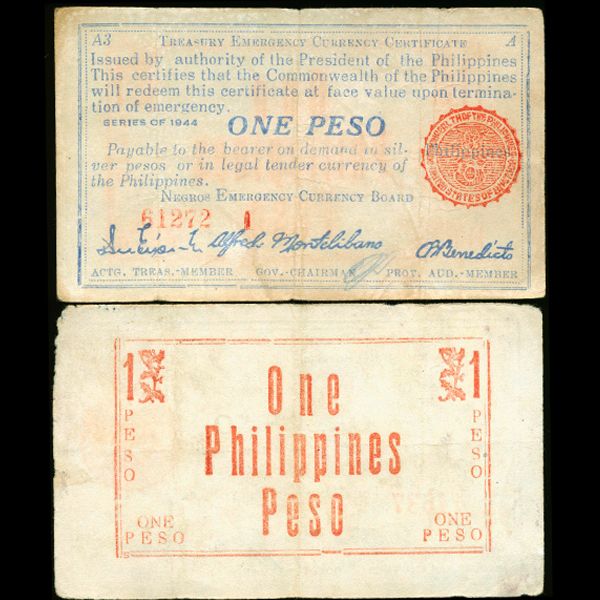 A3 TREASURY EMERGENCY CURRENCY CERTIFICATE A
Issued by authority of the President of the Philippines
This certifies that the Commonwealth of the Philippines
will redeem this certificate at face value upon termina-
tion of emergency.
SERIES OF 1944 ONE PESO
Payable to the bearer on demand in sil-
ver pesos or in legal tender currency of
the Philippines.
Philippines
NEGROS EMERGENCY CURRENCY BOARD
61272 1
Alfredo Montelibano
Benedicto
ACTG. TREAS.-MEMBER GOV.-CHAIRMAN PROV. AUD.-MEMBER
1 1
PESO PESO
One
Philippines
Peso
ONE ONE
PESO PESO
S